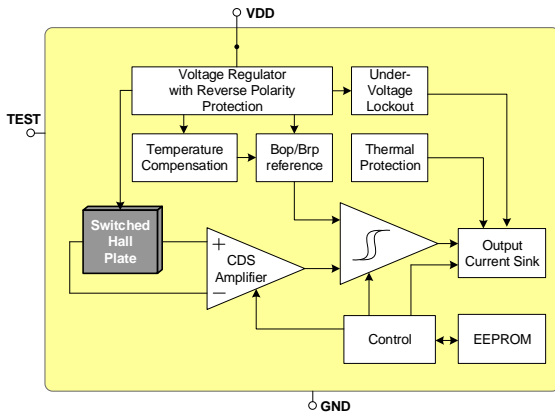 VDD
Voltage Regulator
with Reverse Polarity
Protection
Under-
Voltage
Lockout
TEST
Temperature
Compensation
Bop/Brp
reference
Thermal
Protection
Switched
Hall
Plate
+
CDS
Amplifier
−
Output
Current Sink
Control
EEPROM
GND